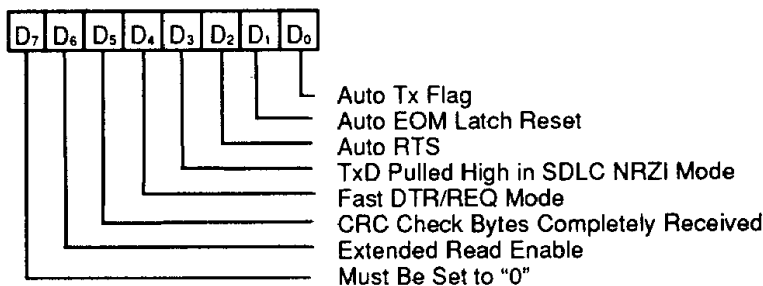 D₇ D₆ D₅ D₄ D₃ D₂ D₁ D₀
Auto Tx Flag
Auto EOM Latch Reset
Auto RTS
TxD Pulled High in SDLC NRZI Mode
Fast DTR/REQ Mode
CRC Check Bytes Completely Received
Extended Read Enable
Must Be Set to “0”